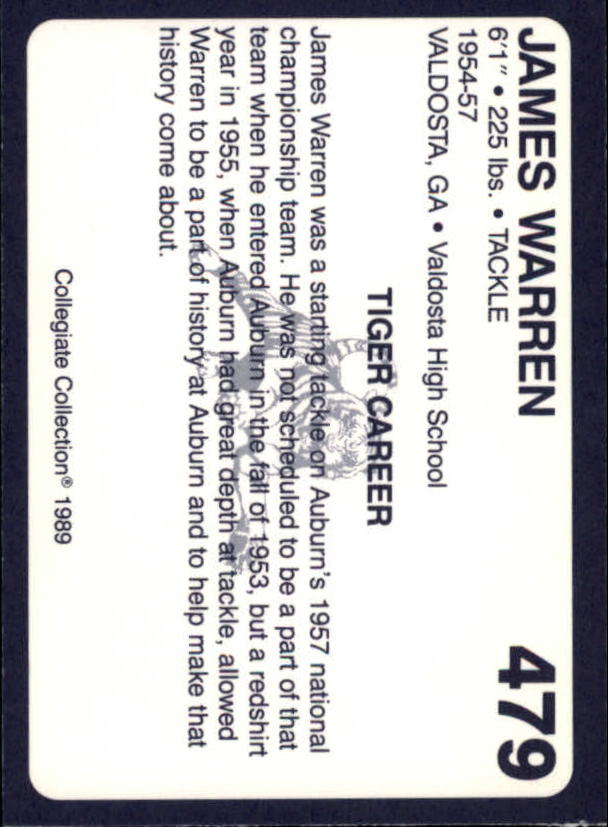 JAMES WARREN 479
6'1" • 225 lbs. • TACKLE
1954-57
VALDOSTA, GA • Valdosta High School
TIGER CAREER
James Warren was a starting tackle on Auburn's 1957 national
championship team. He was not scheduled to be a part of that
team when he entered Auburn in the fall of 1953, but a redshirt
year in 1955, when Auburn had great depth at tackle, allowed
Warren to be a part of history at Auburn and to help make that
history come about.
Collegiate Collection® 1989